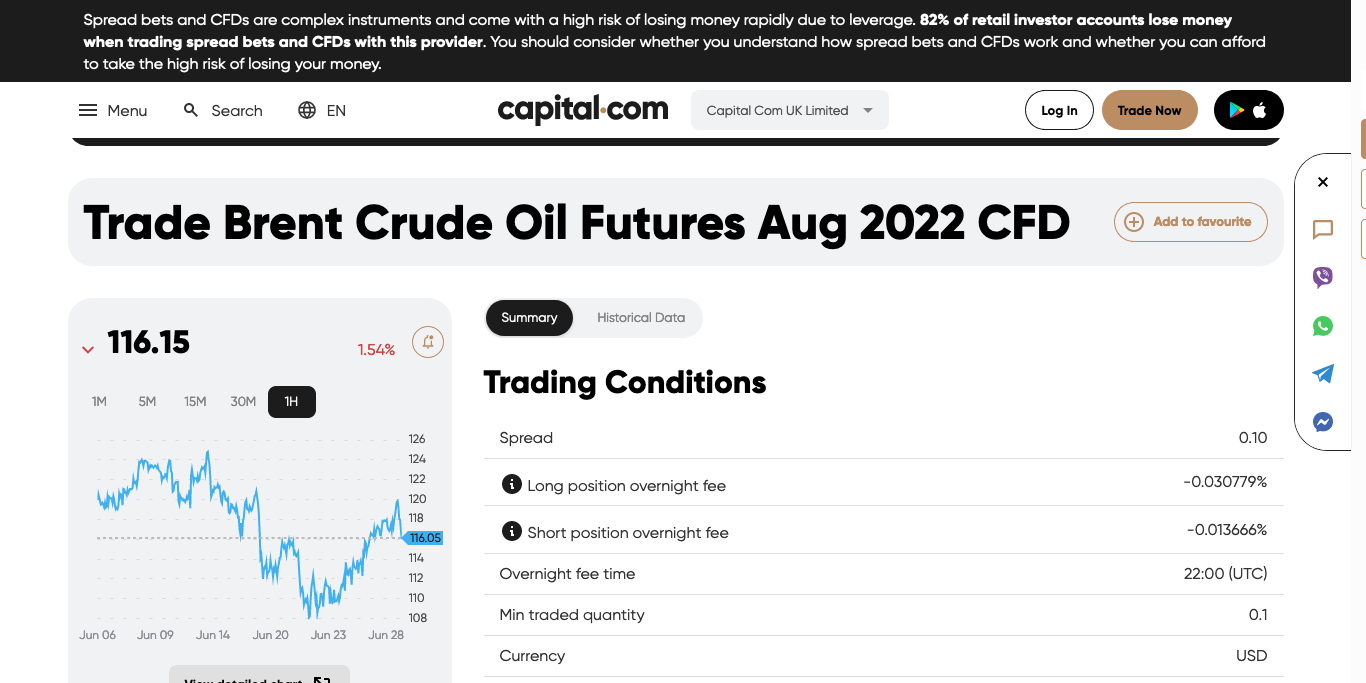 Spread bets and CFDs are complex instruments and come with a high risk of losing money rapidly due to leverage. 82% of retail investor accounts lose money
when trading spread bets and CFDs with this provider. You should consider whether you understand how spread bets and CFDs work and whether you can afford
to take the high risk of losing your money.
Menu Search EN capital.com Capital Com UK Limited Log In Trade Now
Trade Brent Crude Oil Futures Aug 2022 CFD Add to favourite
116.15 1.54%
1M 5M 15M 30M 1H
126
124
122
120
118
116.05
114
112
110
108
Jun 06 Jun 09 Jun 14 Jun 20 Jun 23 Jun 28
View detailed chart
Summary Historical Data
Trading Conditions
Spread 0.10
Long position overnight fee -0.030779%
Short position overnight fee -0.013666%
Overnight fee time 22:00 (UTC)
Min traded quantity 0.1
Currency USD